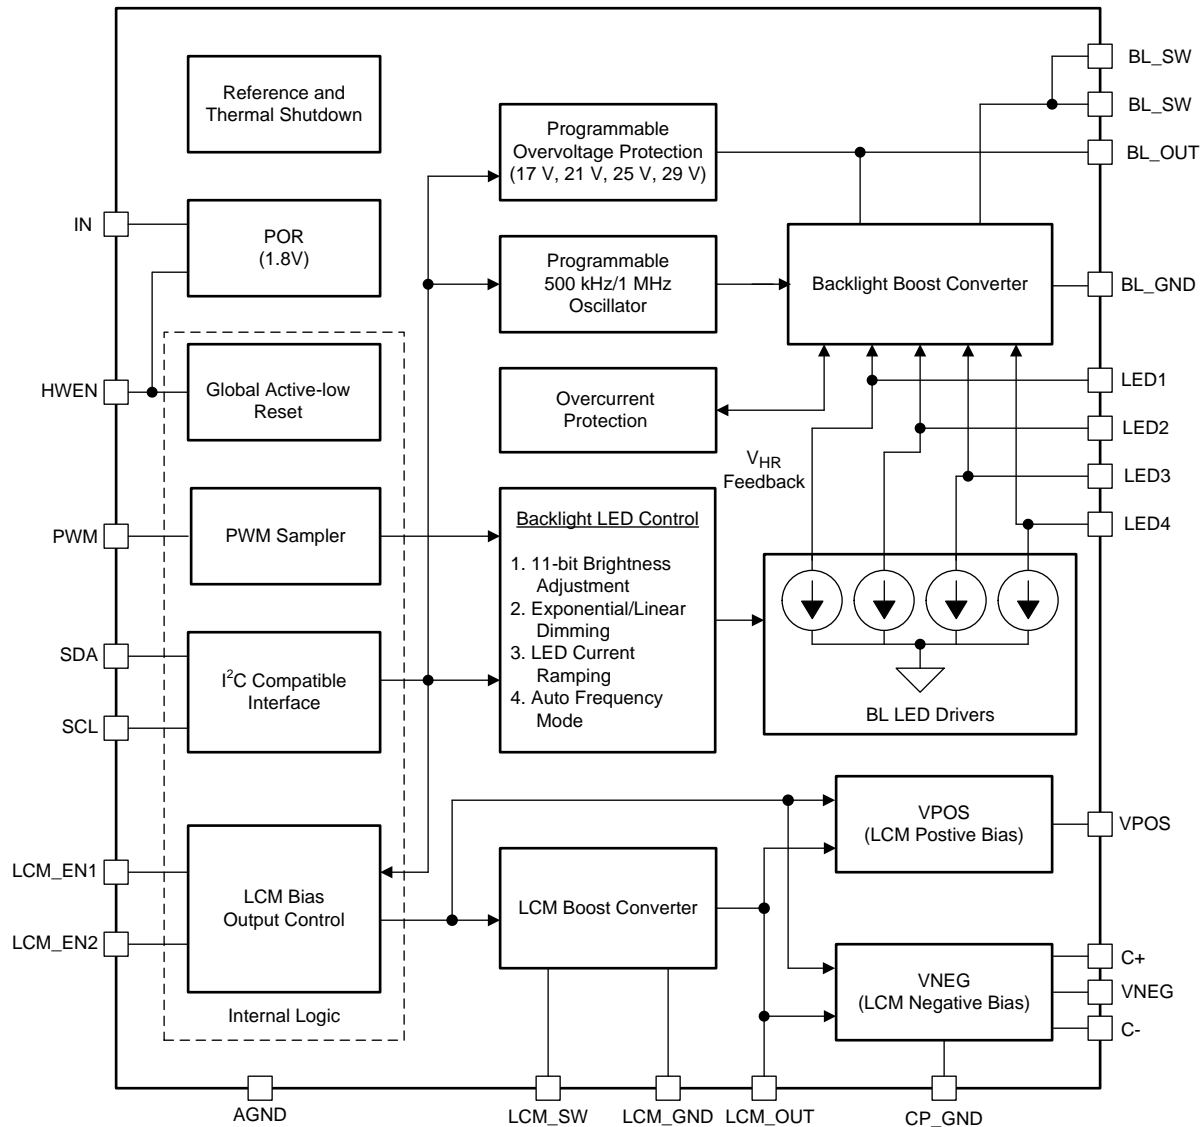 BL_SW
Reference and
Thermal Shutdown
BL_SW
Programmable
Overvoltage Protection
(17 V, 21 V, 25 V, 29 V)
BL_OUT
IN
POR
(1.8V)
Programmable
500 kHz/1 MHz
Oscillator
Backlight Boost Converter
BL_GND
HWEN
Global Active-low
Reset
Overcurrent
Protection
LED1
LED2
VHR
Feedback
LED3
LED4
PWM
PWM Sampler
Backlight LED Control
1. 11-bit Brightness
Adjustment
2. Exponential/Linear
Dimming
3. LED Current
Ramping
4. Auto Frequency
Mode
SDA
SCL
I2C Compatible
Interface
BL LED Drivers
VPOS
(LCM Postive Bias)
VPOS
LCM_EN1
LCM_EN2
LCM Bias
Output Control
LCM Boost Converter
VNEG
(LCM Negative Bias)
C+
VNEG
C-
Internal Logic
AGND
LCM_SW
LCM_GND
LCM_OUT
CP_GND